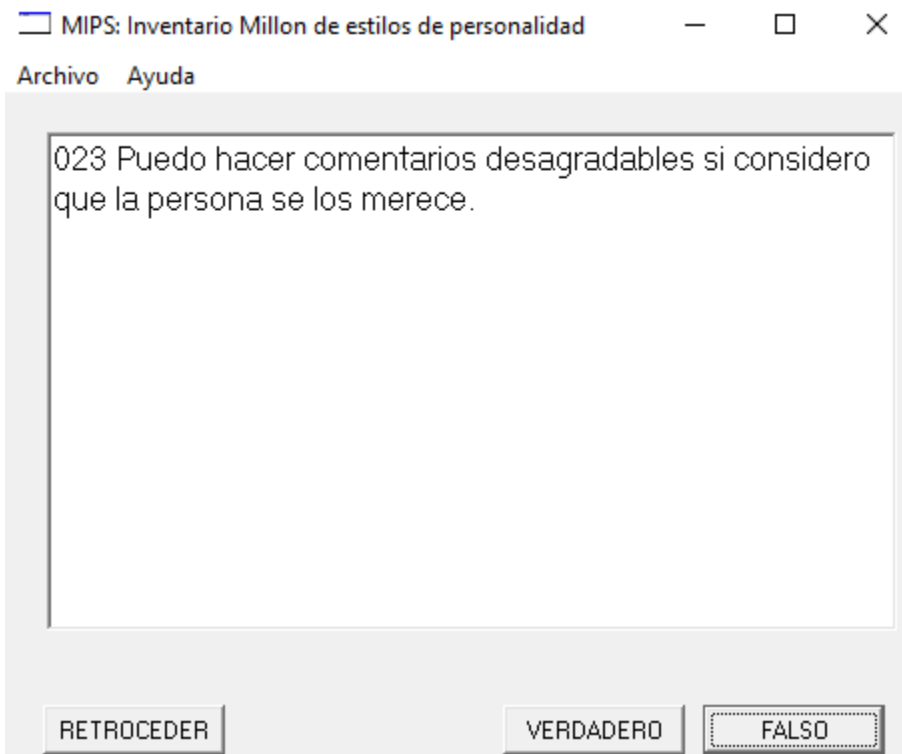 MIPS: Inventario Millon de estilos de personalidad
Archivo Ayuda
023 Puedo hacer comentarios desagradables si considero
que la persona se los merece.
RETROCEDER VERDADERO FALSO